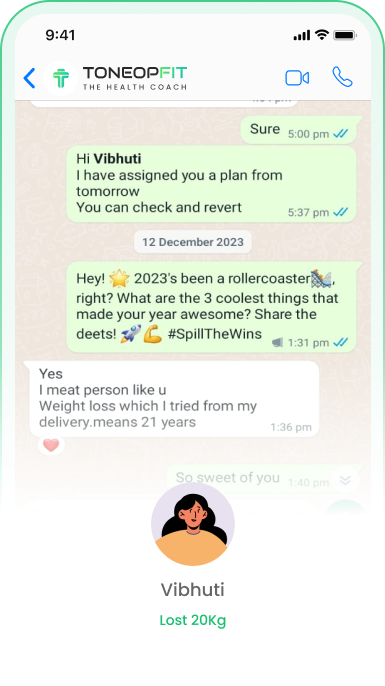 9:41
TONEOPFIT
THE HEALTH COACH
Sure 5:00 pm
Hi Vibhuti
I have assigned you a plan from
tomorrow
You can check and revert
5:37 pm
12 December 2023
Hey! 🌟 2023's been a rollercoaster🎢,
right? What are the 3 coolest things that
made your year awesome? Share the
deets! 🚀💪 #SpillTheWins
1:31 pm
Yes
I meat person like u
Weight loss which I tried from my
delivery.means 21 years
1:36 pm
So sweet of you 1:40 pm
Vibhuti
Lost 20Kg